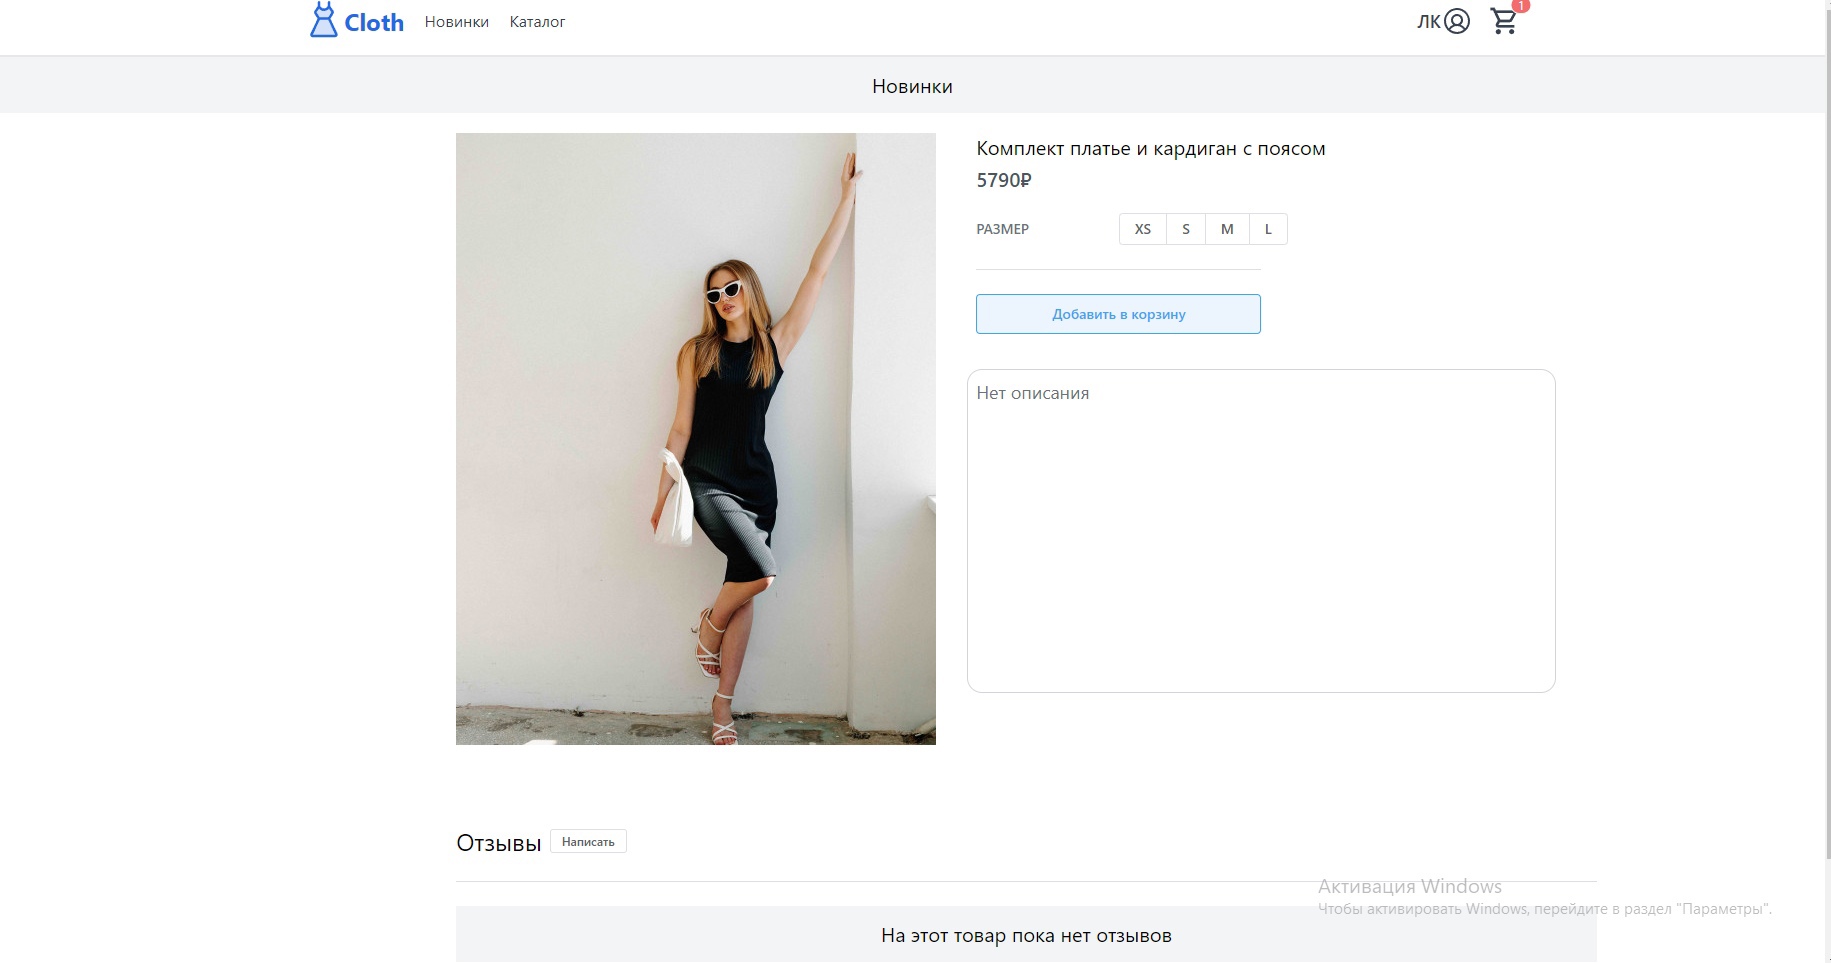 Cloth
Новинки
Каталог
ЛК
1
Новинки
Комплект платье и кардиган с поясом
5790₽
РАЗМЕР
XS
S
M
L
Добавить в корзину
Нет описания
Отзывы
Написать
Активация Windows
Чтобы активировать Windows, перейдите в раздел "Параметры".
На этот товар пока нет отзывов